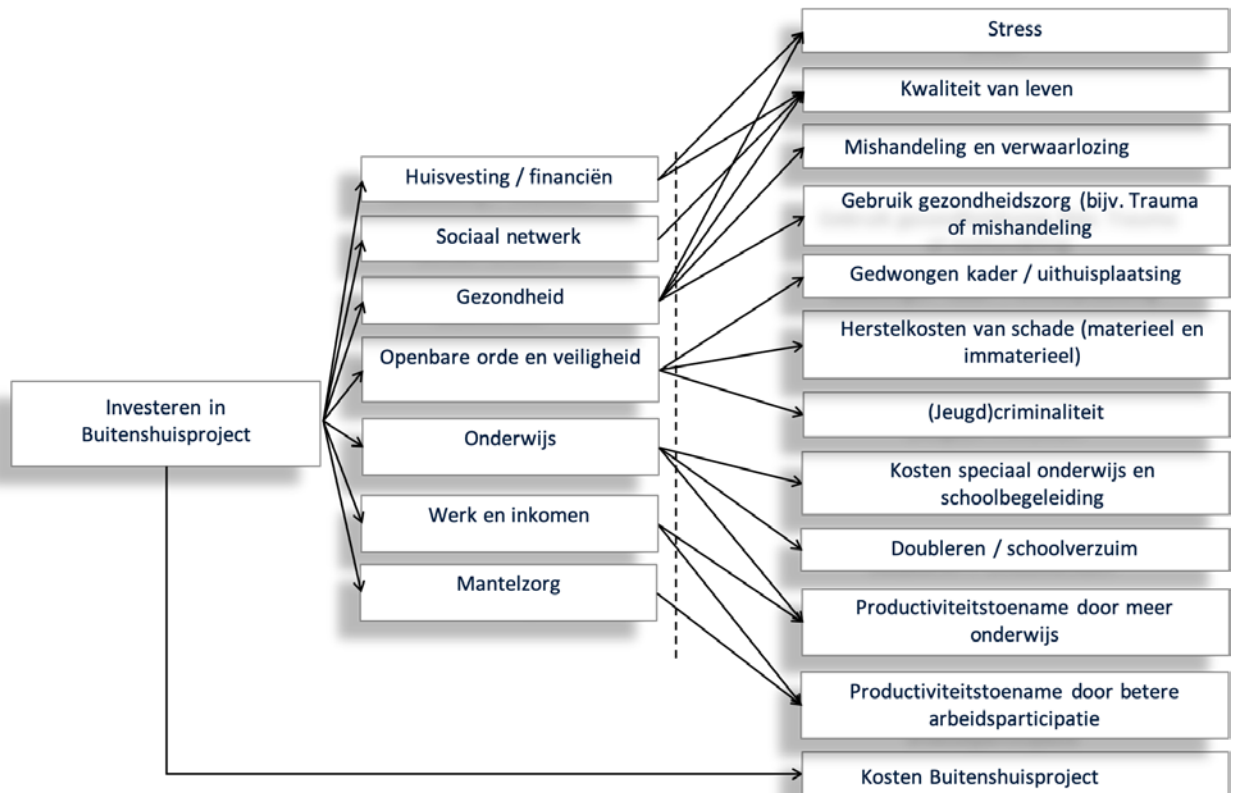 Investeren in
Buitenshuisproject
Huisvesting / financiën
Sociaal netwerk
Gezondheid
Openbare orde en veiligheid
Onderwijs
Werk en inkomen
Mantelzorg
Stress
Kwaliteit van leven
Mishandeling en verwaarlozing
Gebruik gezondheidszorg (bijv. Trauma
of mishandeling
Gedwongen kader / uithuisplaatsing
Herstelkosten van schade (materieel en
immaterieel)
(Jeugd)criminaliteit
Kosten speciaal onderwijs en
schoolbegeleiding
Doubleren / schoolverzuim
Productiviteitstoename door meer
onderwijs
Productiviteitstoename door betere
arbeidsparticipatie
Kosten Buitenshuisproject